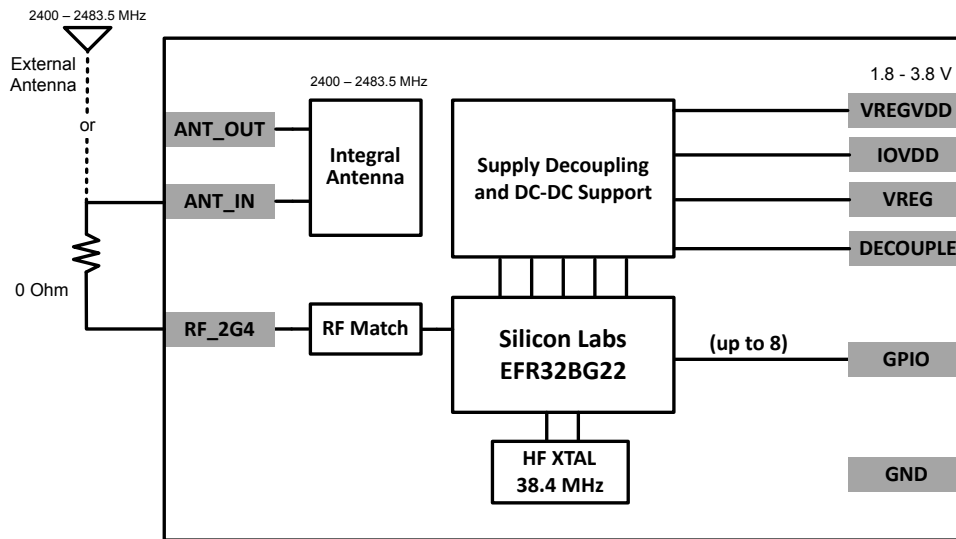 2400 – 2483.5 MHz
External
Antenna
or
0 Ohm
ANT_OUT
ANT_IN
RF_2G4
2400 – 2483.5 MHz
Integral
Antenna
RF Match
Supply Decoupling
and DC-DC Support
Silicon Labs
EFR32BG22
HF XTAL
38.4 MHz
(up to 8)
1.8 - 3.8 V
VREGVDD
IOVDD
VREG
DECOUPLE
GPIO
GND